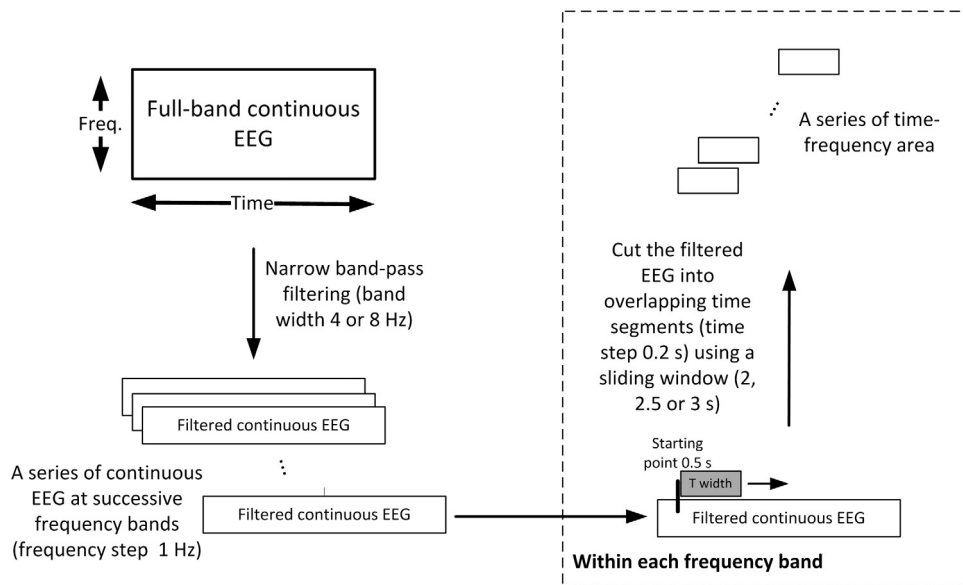 Full-band continuous
EEG
Freq.
Time
Narrow band-pass
filtering (band
width 4 or 8 Hz)
Filtered continuous EEG
A series of continuous
EEG at successive
frequency bands
(frequency step 1 Hz)
Filtered continuous EEG
A series of time-
frequency area
Cut the filtered
EEG into
overlapping time
segments (time
step 0.2 s) using a
sliding window (2,
2.5 or 3 s)
Starting
point 0.5 s
T width
Filtered continuous EEG
Within each frequency band